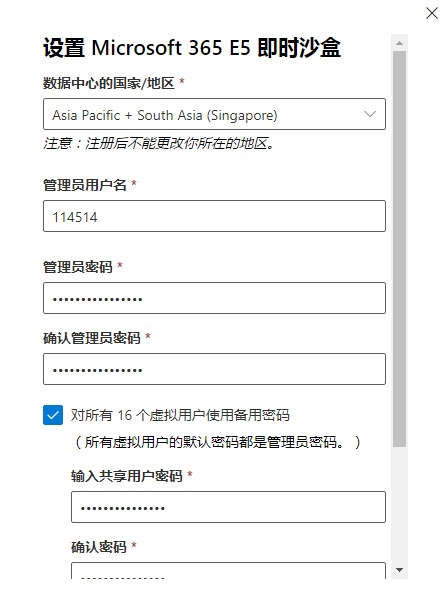 设置 Microsoft 365 E5 即时沙盒
数据中心的国家/地区 *
Asia Pacific + South Asia (Singapore)
注意：注册后不能更改你所在的地区。
管理员用户名 *
114514
管理员密码 *
••••••••••••••••
确认管理员密码 *
••••••••••••••••
对所有 16 个虚拟用户使用备用密码
（ 所有虚拟用户的默认密码都是管理员密码。 ）
输入共享用户密码 *
•••••••••••••••
确认密码 *
•••••••••••••••